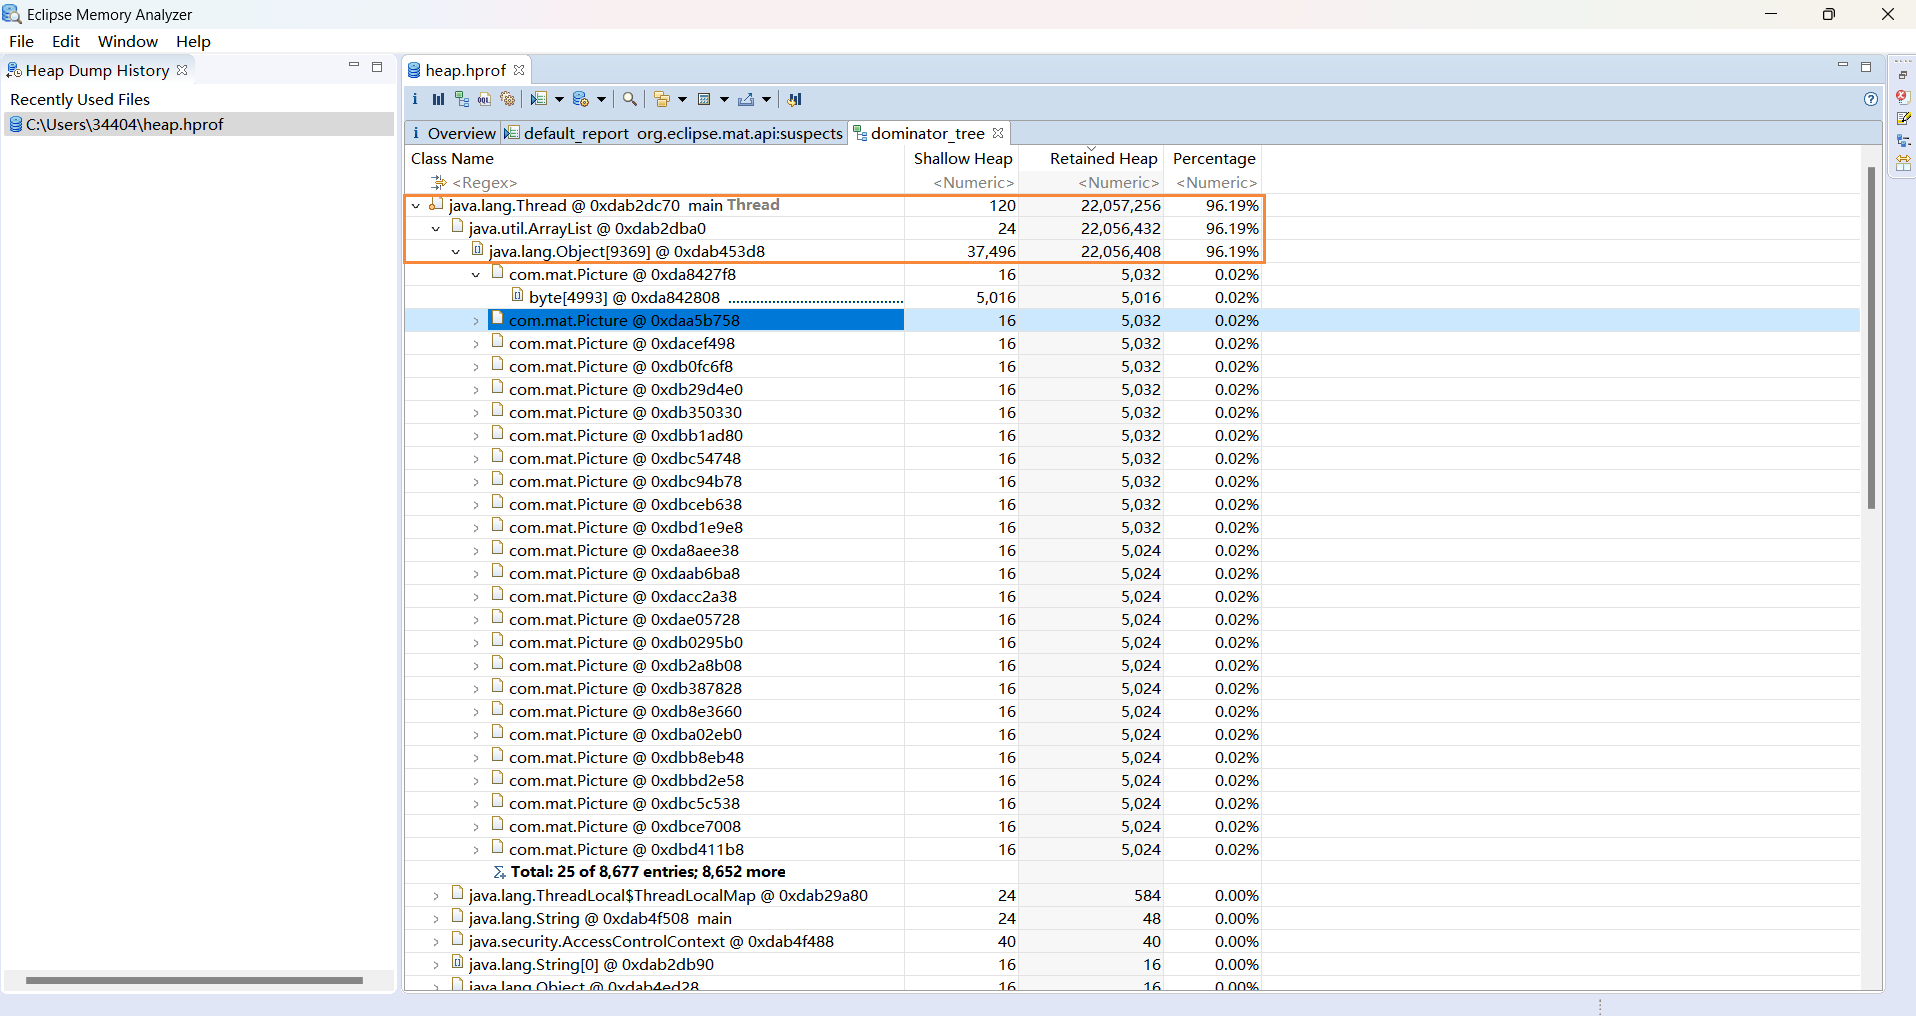 Eclipse Memory Analyzer
File Edit Window Help
Heap Dump History
Recently Used Files
C:\Users\34404\heap.hprof
heap.hprof
Overview default_report org.eclipse.mat.api:suspects dominator_tree
Class Name Shallow Heap Retained Heap Percentage
<Regex> <Numeric> <Numeric> <Numeric>
java.lang.Thread @ 0xdab2dc70 main Thread 120 22,057,256 96.19%
java.util.ArrayList @ 0xdab2dba0 24 22,056,432 96.19%
java.lang.Object[9369] @ 0xdab453d8 37,496 22,056,408 96.19%
com.mat.Picture @ 0xda8427f8 16 5,032 0.02%
byte[4993] @ 0xda842808 ............................................ 5,016 5,016 0.02%
com.mat.Picture @ 0xdaa5b758 16 5,032 0.02%
com.mat.Picture @ 0xdacef498 16 5,032 0.02%
com.mat.Picture @ 0xdb0fc6f8 16 5,032 0.02%
com.mat.Picture @ 0xdb29d4e0 16 5,032 0.02%
com.mat.Picture @ 0xdb350330 16 5,032 0.02%
com.mat.Picture @ 0xdbb1ad80 16 5,032 0.02%
com.mat.Picture @ 0xdbc54748 16 5,032 0.02%
com.mat.Picture @ 0xdbc94b78 16 5,032 0.02%
com.mat.Picture @ 0xdbceb638 16 5,032 0.02%
com.mat.Picture @ 0xdbd1e9e8 16 5,032 0.02%
com.mat.Picture @ 0xda8aee38 16 5,024 0.02%
com.mat.Picture @ 0xdaab6ba8 16 5,024 0.02%
com.mat.Picture @ 0xdacc2a38 16 5,024 0.02%
com.mat.Picture @ 0xdae05728 16 5,024 0.02%
com.mat.Picture @ 0xdb0295b0 16 5,024 0.02%
com.mat.Picture @ 0xdb2a8b08 16 5,024 0.02%
com.mat.Picture @ 0xdb387828 16 5,024 0.02%
com.mat.Picture @ 0xdb8e3660 16 5,024 0.02%
com.mat.Picture @ 0xdba02eb0 16 5,024 0.02%
com.mat.Picture @ 0xdbb8eb48 16 5,024 0.02%
com.mat.Picture @ 0xdbbd2e58 16 5,024 0.02%
com.mat.Picture @ 0xdbc5c538 16 5,024 0.02%
com.mat.Picture @ 0xdbce7008 16 5,024 0.02%
com.mat.Picture @ 0xdbd411b8 16 5,024 0.02%
Total: 25 of 8,677 entries; 8,652 more
java.lang.ThreadLocal$ThreadLocalMap @ 0xdab29a80 24 584 0.00%
java.lang.String @ 0xdab4f508 main 24 48 0.00%
java.security.AccessControlContext @ 0xdab4f488 40 40 0.00%
java.lang.String[0] @ 0xdab2db90 16 16 0.00%
java.lang.Object @ 0xdab4ed28 16 16 0.00%